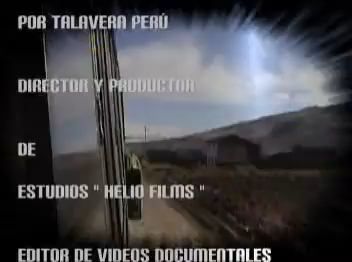 POR TALAVERA PERÚ
DIRECTOR Y PRODUCTOR
DE
ESTUDIOS " HELIO FILMS "
EDITOR DE VIDEOS DOCUMENTALES